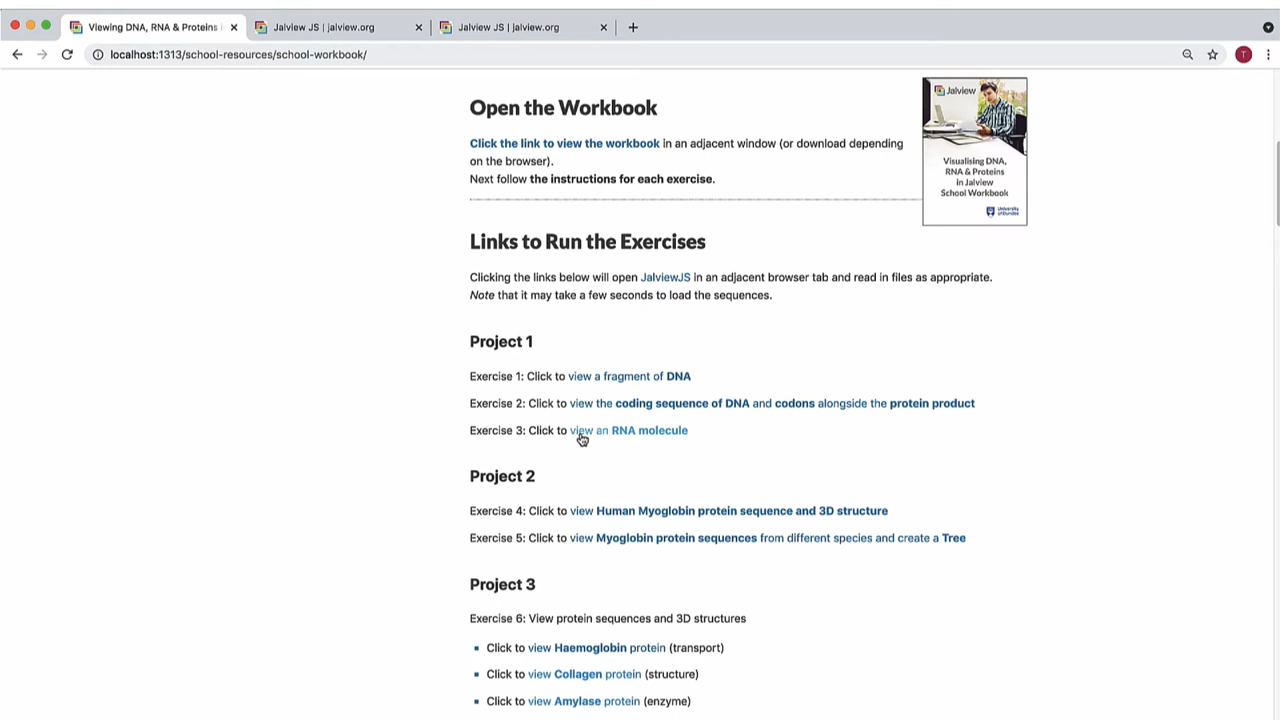 Viewing DNA, RNA & Proteins
Jalview JS | jalview.org
Jalview JS | jalview.org
localhost:1313/school-resources/school-workbook/
T
Open the Workbook
Click the link to view the workbook in an adjacent window (or download depending
on the browser).
Next follow the instructions for each exercise.
Jalview
Visualising DNA,
RNA & Proteins
in Jalview
School Workbook
University
of Dundee
Links to Run the Exercises
Clicking the links below will open JalviewJS in an adjacent browser tab and read in files as appropriate.
Note that it may take a few seconds to load the sequences.
Project 1
Exercise 1: Click to view a fragment of DNA
Exercise 2: Click to view the coding sequence of DNA and codons alongside the protein product
Exercise 3: Click to view an RNA molecule
Project 2
Exercise 4: Click to view Human Myoglobin protein sequence and 3D structure
Exercise 5: Click to view Myoglobin protein sequences from different species and create a Tree
Project 3
Exercise 6: View protein sequences and 3D structures
Click to view Haemoglobin protein (transport)
Click to view Collagen protein (structure)
Click to view Amylase protein (enzyme)